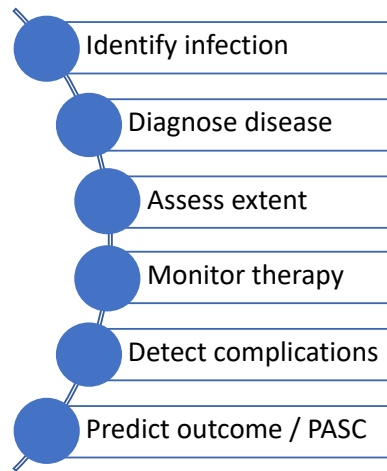 Identify infection
Diagnose disease
Assess extent
Monitor therapy
Detect complications
Predict outcome / PASC